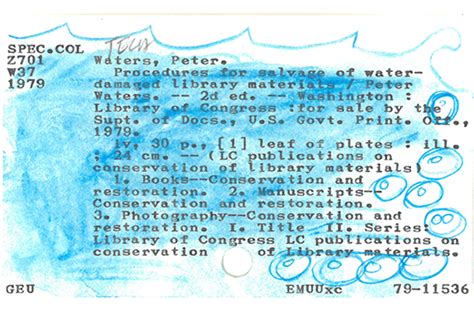 SPEC.COL
Z701 Waters, Peter.
W37 Procedures for salvage of water-
1979 damaged library materials / Peter
Waters. -- 2d ed. -- Washington :
Library of Congress :for sale by the
Supt. of Docs., U.S. Govt. Print. Off.,
1979.
iv, 30 p., [1] leaf of plates : ill.
; 24 cm. -- (LC publications on
conservation of library materials)
1. Books--Conservation and
restoration. 2. Manuscripts--
Conservation and restoration.
3. Photography--Conservation and
restoration. I. Title II. Series:
Library of Congress LC publications on
conservation of Library materials.
GEU EMUUxc 79-11536